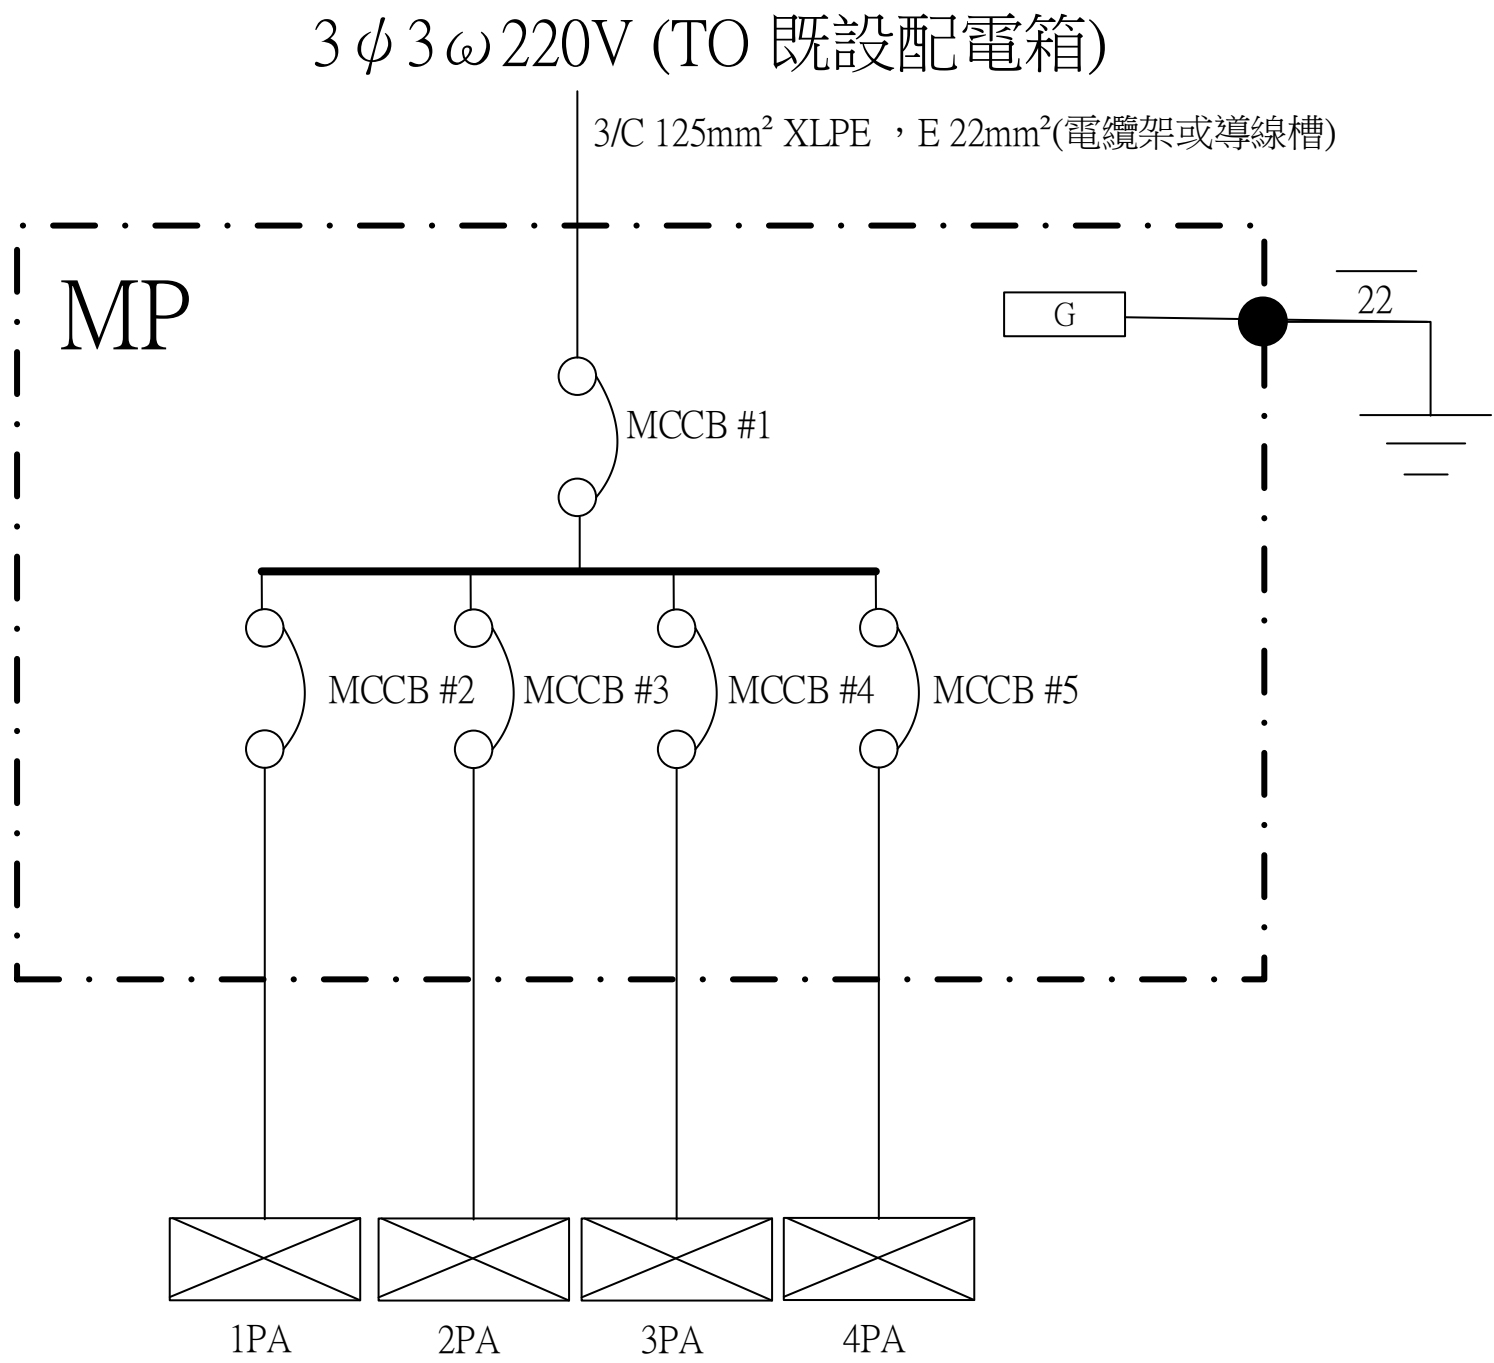 3ψ3ω220V (TO 既設配電箱)
3/C 125mm² XLPE ，E 22mm²(電纜架或導線槽)
MP
G
22
MCCB #1
MCCB #2
MCCB #3
MCCB #4
MCCB #5
1PA
2PA
3PA
4PA